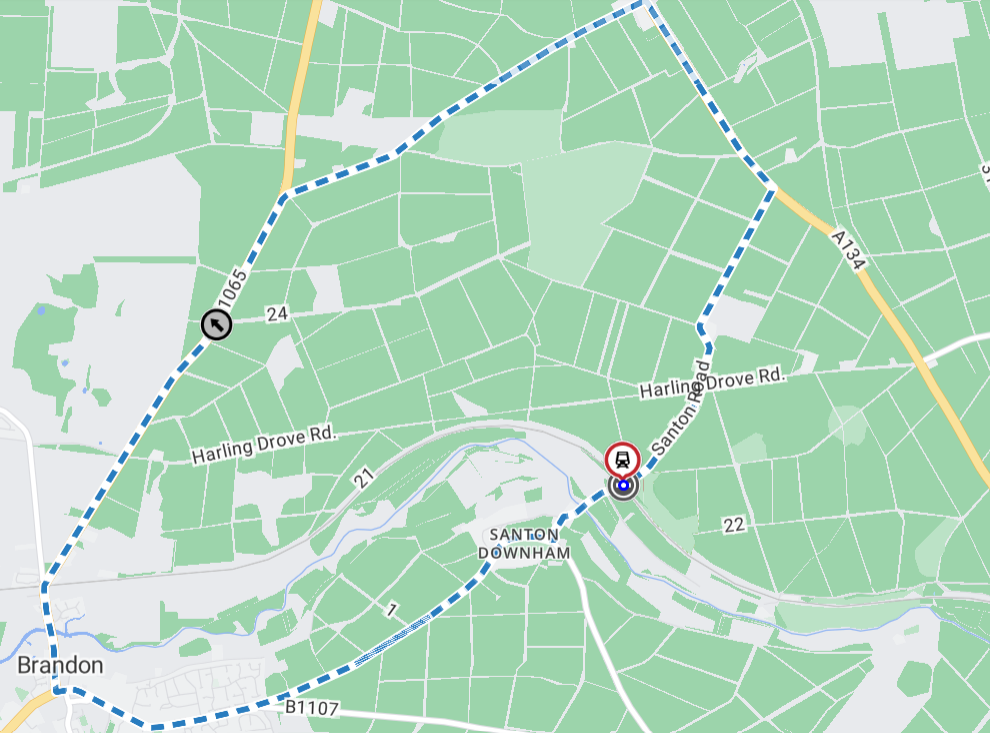 A134
1065
24
Harling Drove Rd.
Santon Road
Harling Drove Rd.
21
22
SANTON
DOWNHAM
1
Brandon
B1107